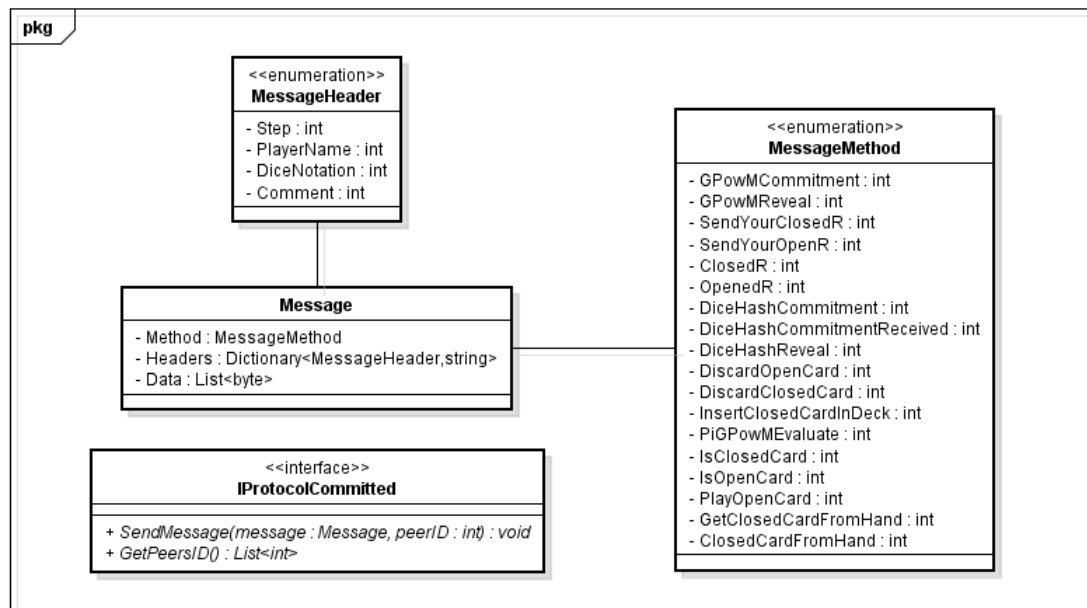 pkg
<<enumeration>>
MessageHeader
- Step : int
- PlayerName : int
- DiceNotation : int
- Comment : int
<<enumeration>>
MessageMethod
- GPowMCommitment : int
- GPowMReveal : int
- SendYourClosedR : int
- SendYourOpenR : int
- ClosedR : int
- OpenedR : int
- DiceHashCommitment : int
- DiceHashCommitmentReceived : int
- DiceHashReveal : int
- DiscardOpenCard : int
- DiscardClosedCard : int
- InsertClosedCardInDeck : int
- PiGPowMEvaluate : int
- IsClosedCard : int
- IsOpenCard : int
- PlayOpenCard : int
- GetClosedCardFromHand : int
- ClosedCardFromHand : int
Message
- Method : MessageMethod
- Headers : Dictionary<MessageHeader,string>
- Data : List<byte>
<<interface>>
IProtocolCommitted
+ SendMessage(message : Message, peerID : int) : void
+ GetPeersID() : List<int>